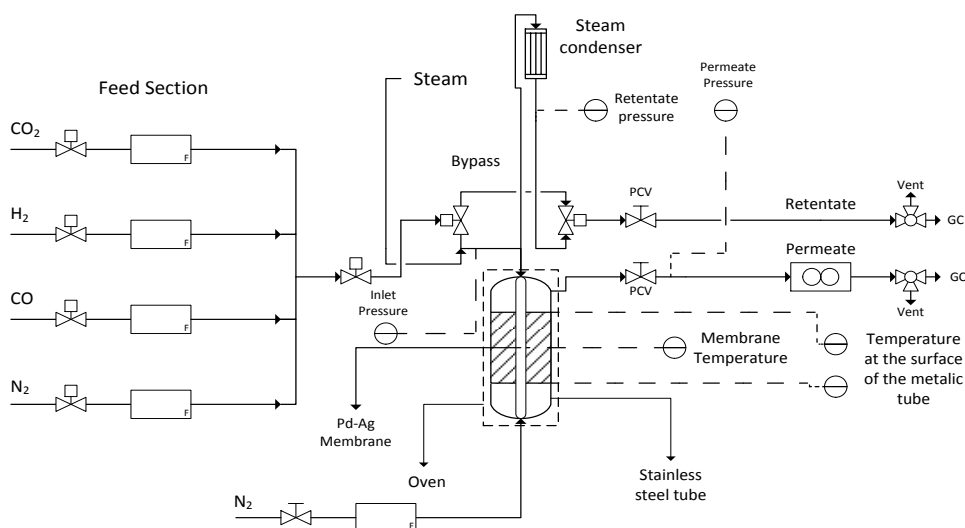 Steam
condenser
Permeate
Pressure
Feed Section
Steam
Retentate
pressure
CO2
F
Bypass
PCV
Vent
H2
Retentate
GC
F
Permeate
Inlet
Pressure
PCV
GC
Vent
CO
F
Membrane
Temperature
Temperature
at the surface
of the metalic
tube
N2
F
Pd-Ag
Membrane
Oven
Stainless
steel tube
N2
F